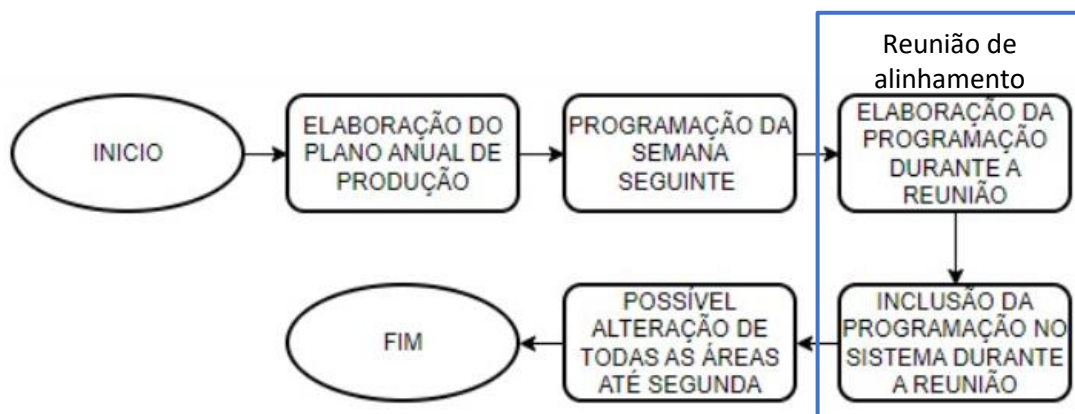 INICIO
ELABORAÇÃO DO
PLANO ANUAL DE
PRODUÇÃO
PROGRAMAÇÃO DA
SEMANA
SEGUINTE
Reunião de
alinhamento
ELABORAÇÃO DA
PROGRAMAÇÃO
DURANTE A
REUNIÃO
INCLUSÃO DA
PROGRAMAÇÃO NO
SISTEMA DURANTE
A REUNIÃO
POSSÍVEL
ALTERAÇÃO DE
TODAS AS ÁREAS
ATÉ SEGUNDA
FIM